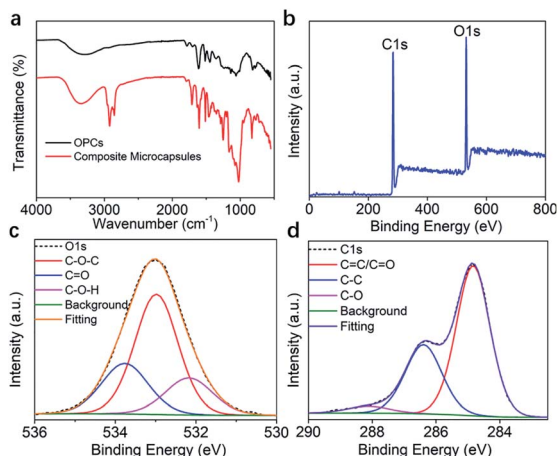 a
Transmittance (%)
OPCs
Composite Microcapsules
4000 3000 2000 1000
Wavenumber (cm⁻¹)
b
Intensity (a.u.)
C1s
O1s
0 200 400 600 800
Binding Energy (eV)
c
Intensity (a.u.)
O1s
C-O-C
C=O
C-O-H
Background
Fitting
536 534 532 530
Binding Energy (eV)
d
Intensity (a.u.)
C1s
C=C/C=O
C-C
C-O
Background
Fitting
290 288 286 284
Binding Energy (eV)